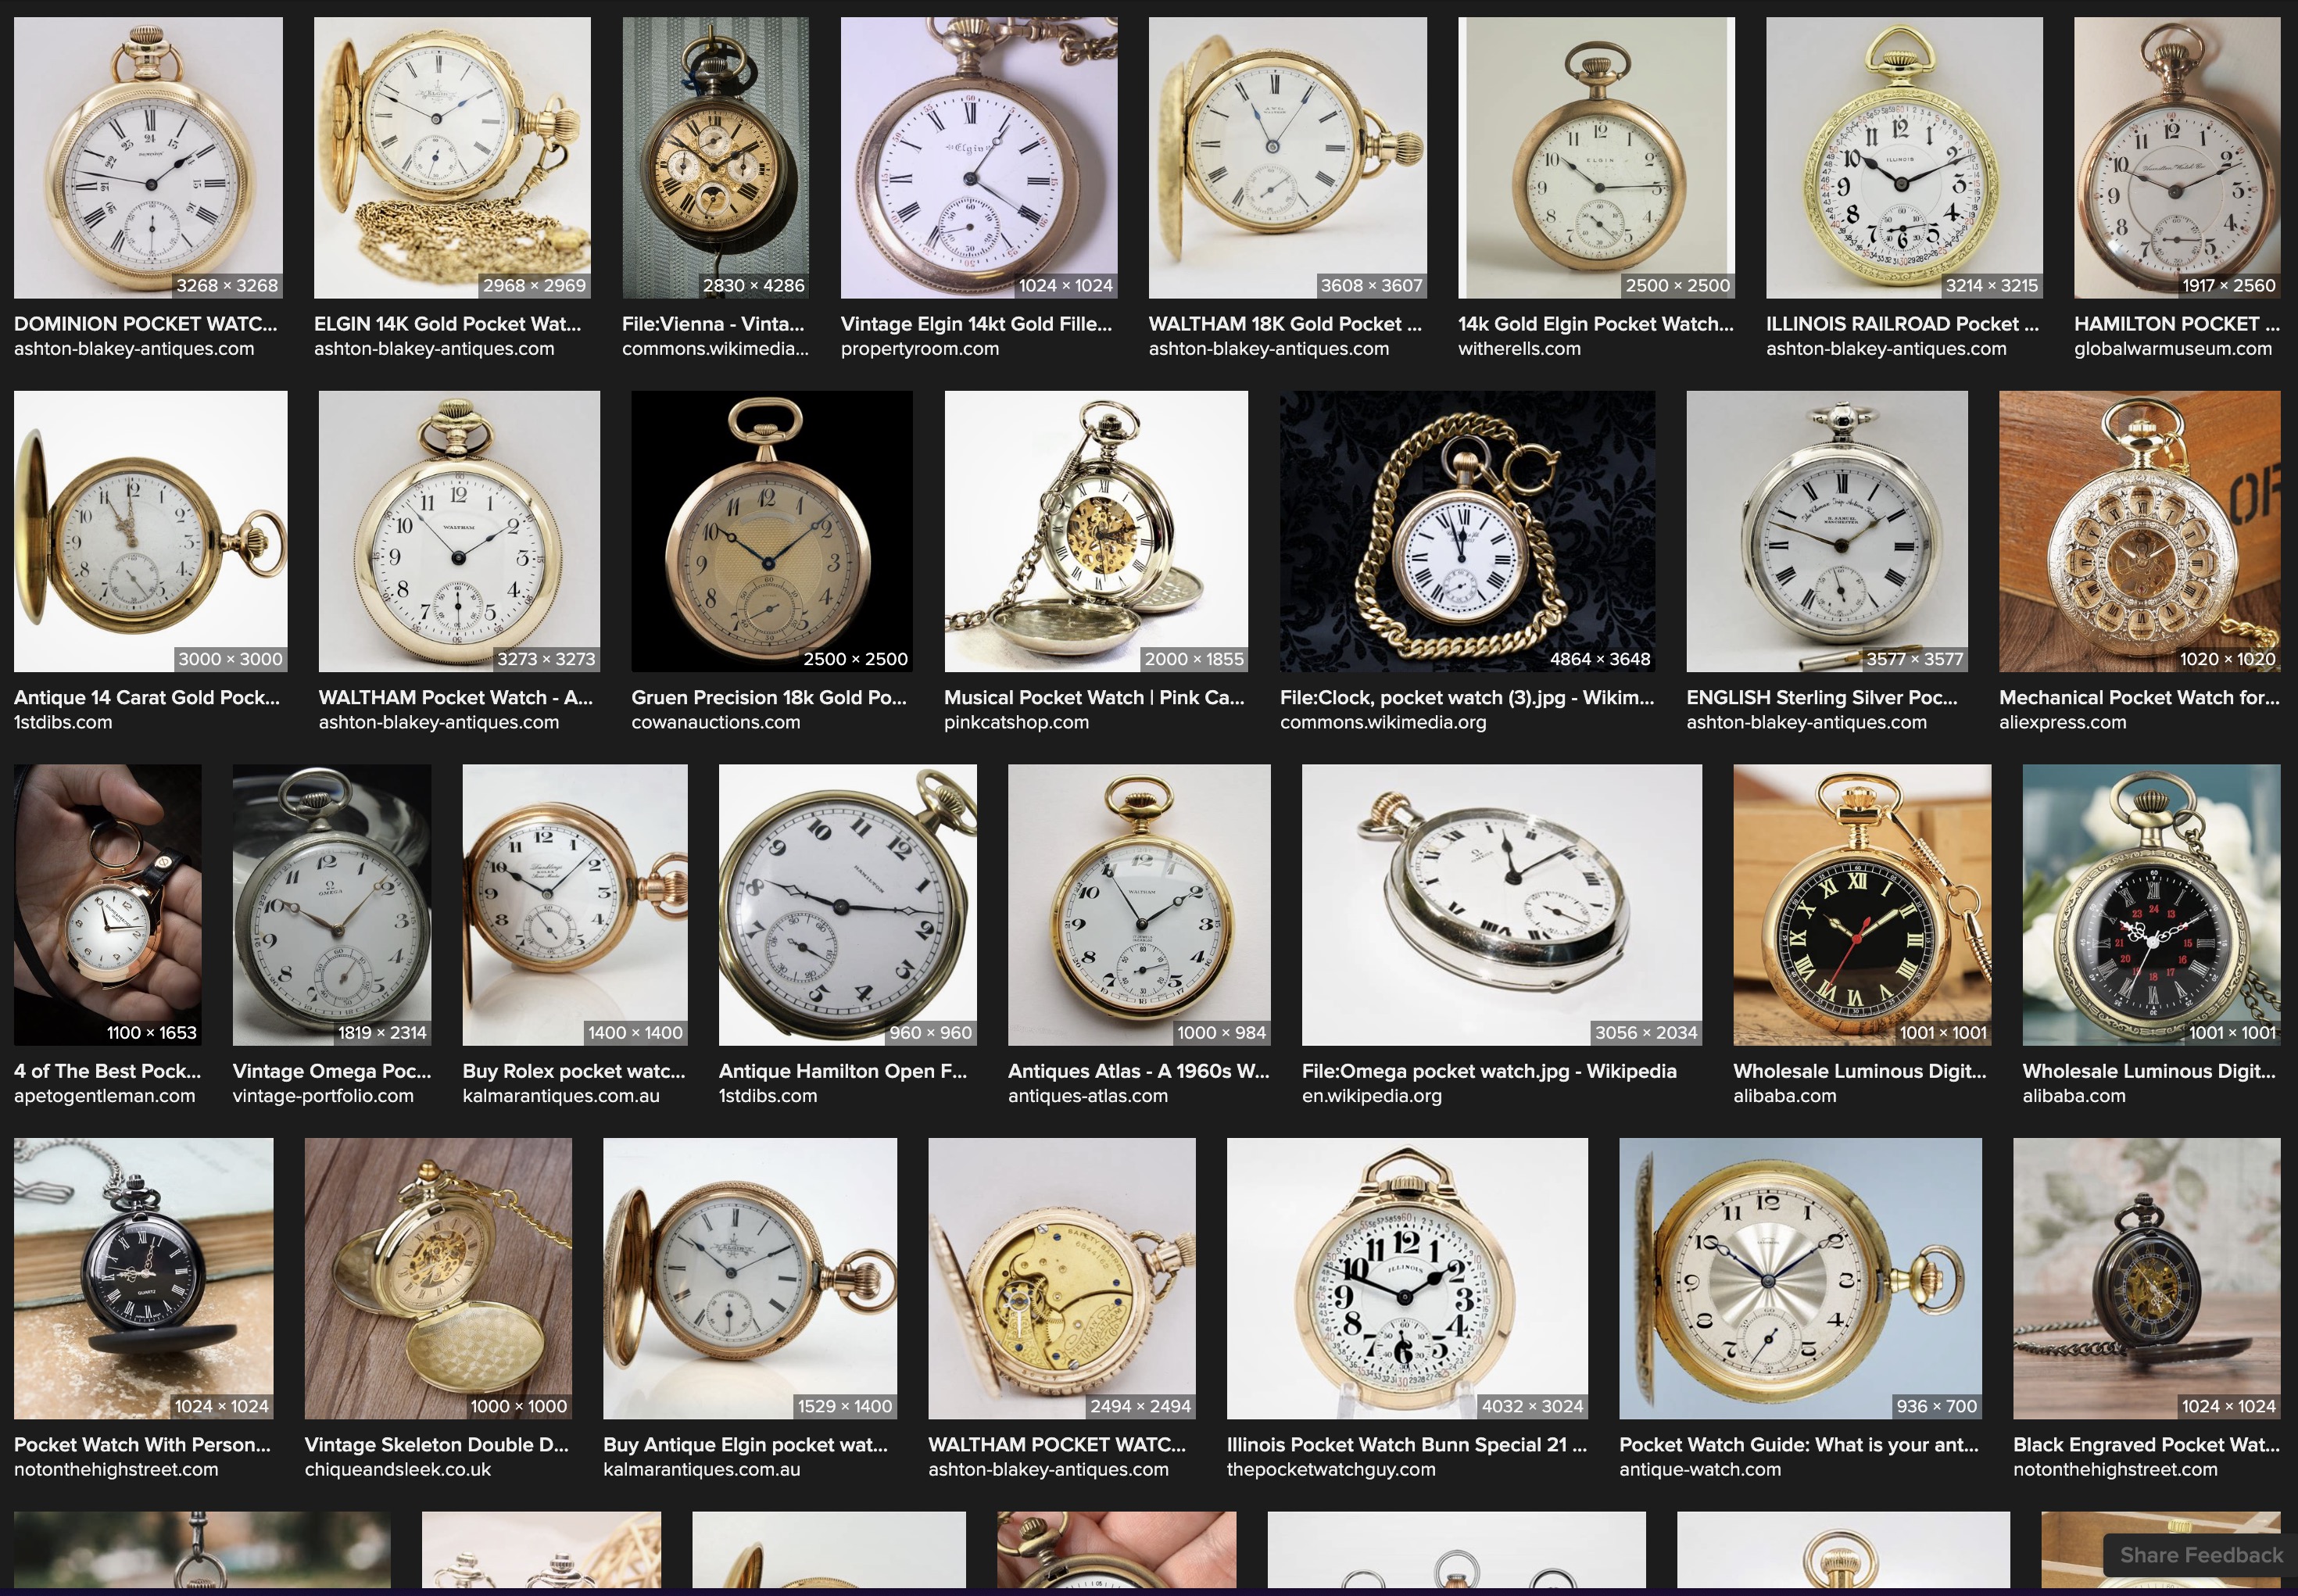 3268 × 3268
2968 × 2969
2830 × 4286
1024 × 1024
3608 × 3607
2500 × 2500
3214 × 3215
1917 × 2560
DOMINION POCKET WATC...
ELGIN 14K Gold Pocket Wat...
File:Vienna - Vinta...
Vintage Elgin 14kt Gold Fille...
WALTHAM 18K Gold Pocket ...
14k Gold Elgin Pocket Watch...
ILLINOIS RAILROAD Pocket ...
HAMILTON POCKET ...
ashton-blakey-antiques.com
ashton-blakey-antiques.com
commons.wikimedia...
propertyroom.com
ashton-blakey-antiques.com
witherells.com
ashton-blakey-antiques.com
globalwarmuseum.com
3000 × 3000
3273 × 3273
2500 × 2500
2000 × 1855
4864 × 3648
3577 × 3577
1020 × 1020
Antique 14 Carat Gold Pock...
WALTHAM Pocket Watch - A...
Gruen Precision 18k Gold Po...
Musical Pocket Watch | Pink Ca...
File:Clock, pocket watch (3).jpg - Wikim...
ENGLISH Sterling Silver Poc...
Mechanical Pocket Watch for...
1stdibs.com
ashton-blakey-antiques.com
cowanauctions.com
pinkcatshop.com
commons.wikimedia.org
ashton-blakey-antiques.com
aliexpress.com
1100 × 1653
1819 × 2314
1400 × 1400
960 × 960
1000 × 984
3056 × 2034
1001 × 1001
1001 × 1001
4 of The Best Pock...
Vintage Omega Poc...
Buy Rolex pocket watc...
Antique Hamilton Open F...
Antiques Atlas - A 1960s W...
File:Omega pocket watch.jpg - Wikipedia
Wholesale Luminous Digit...
Wholesale Luminous Digit...
apetogentleman.com
vintage-portfolio.com
kalmarantiques.com.au
1stdibs.com
antiques-atlas.com
en.wikipedia.org
alibaba.com
alibaba.com
1024 × 1024
1000 × 1000
1529 × 1400
2494 × 2494
4032 × 3024
936 × 700
1024 × 1024
Pocket Watch With Person...
Vintage Skeleton Double D...
Buy Antique Elgin pocket wat...
WALTHAM POCKET WATC...
Illinois Pocket Watch Bunn Special 21 ...
Pocket Watch Guide: What is your ant...
Black Engraved Pocket Wat...
notonthehighstreet.com
chiqueandsleek.co.uk
kalmarantiques.com.au
ashton-blakey-antiques.com
thepocketwatchguy.com
antique-watch.com
notonthehighstreet.com
Share Feedback